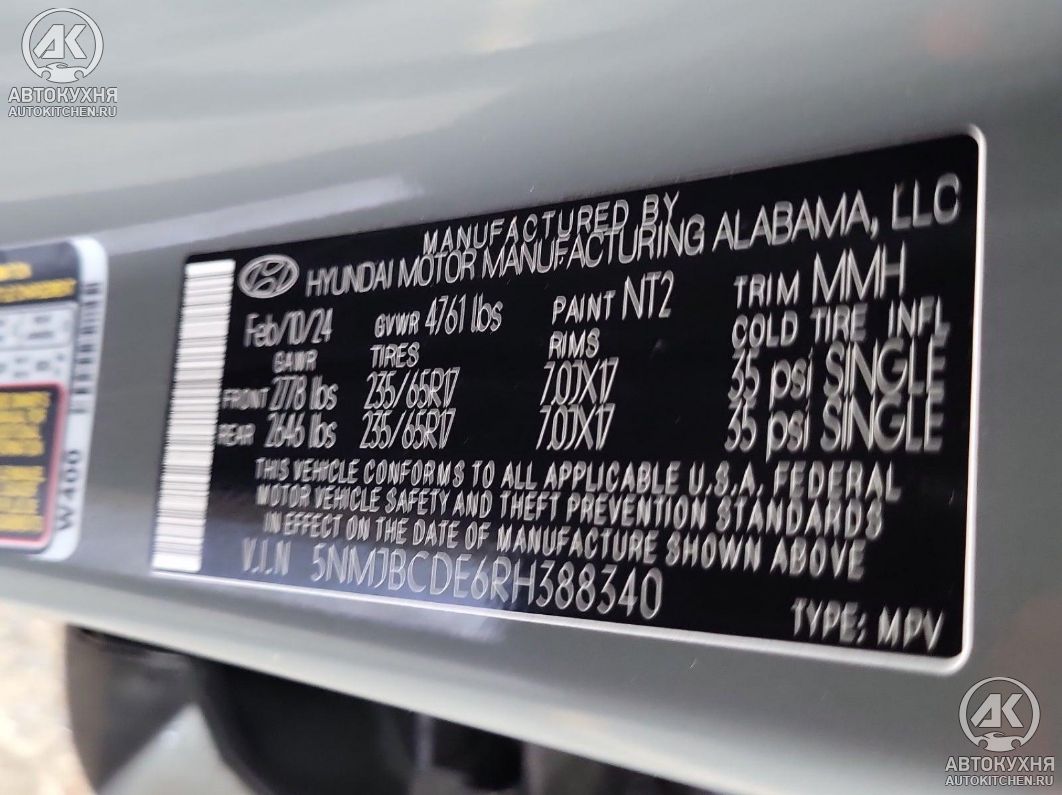 АВТОКУХНЯ
AUTOKITCHEN.RU
MANUFACTURED BY
HYUNDAI MOTOR MANUFACTURING ALABAMA, LLC
Feb/10/24 GVWR 4761 lbs PAINT NT2 TRIM MMH
GAWR TIRES RIMS COLD TIRE INFL
FRONT 2778 lbs 235/65R17 7.0JX17 35 psi SINGLE
REAR 2646 lbs 235/65R17 7.0JX17 35 psi SINGLE
THIS VEHICLE CONFORMS TO ALL APPLICABLE U.S.A. FEDERAL
MOTOR VEHICLE SAFETY AND THEFT PREVENTION STANDARDS
IN EFFECT ON THE DATE OF MANUFACTURE SHOWN ABOVE
V.I.N 5NMJBCDE6RH388340
TYPE: MPV
W400
АВТОКУХНЯ
AUTOKITCHEN.RU